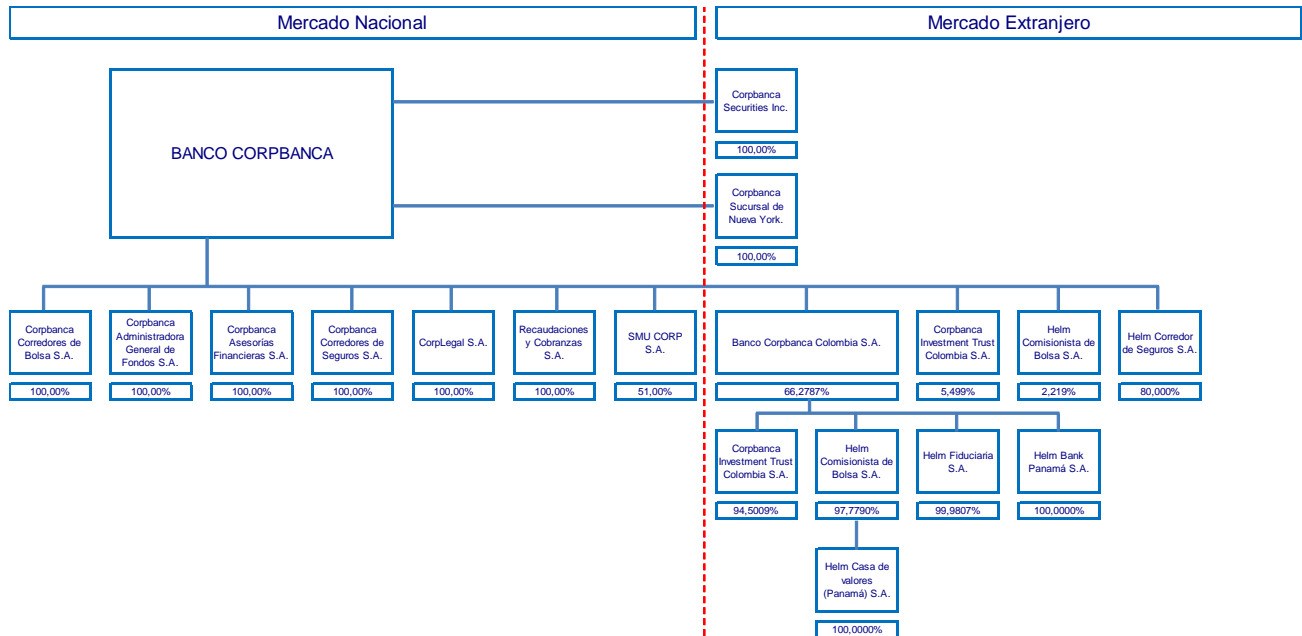 Mercado Nacional
Mercado Extranjero
BANCO CORPBANCA
Corpbanca
Securities Inc.
100,00%
Corpbanca
Sucursal de
Nueva York.
100,00%
Corpbanca
Corredores de
Bolsa S.A.
100,00%
Corpbanca
Administradora
General de
Fondos S.A.
100,00%
Corpbanca
Asesorías
Financieras S.A.
100,00%
Corpbanca
Corredores de
Seguros S.A.
100,00%
CorpLegal S.A.
100,00%
Recaudaciones
y Cobranzas
S.A.
100,00%
SMU CORP
S.A.
51,00%
Banco Corpbanca Colombia S.A.
66,2787%
Corpbanca
Investment Trust
Colombia S.A.
5,499%
Helm
Comisionista de
Bolsa S.A.
2,219%
Helm Corredor
de Seguros S.A.
80,000%
Corpbanca
Investment Trust
Colombia S.A.
94,5009%
Helm
Comisionista de
Bolsa S.A.
97,7790%
Helm Fiduciaria
S.A.
99,9807%
Helm Bank
Panamá S.A.
100,0000%
Helm Casa de
valores
(Panamá) S.A.
100,0000%